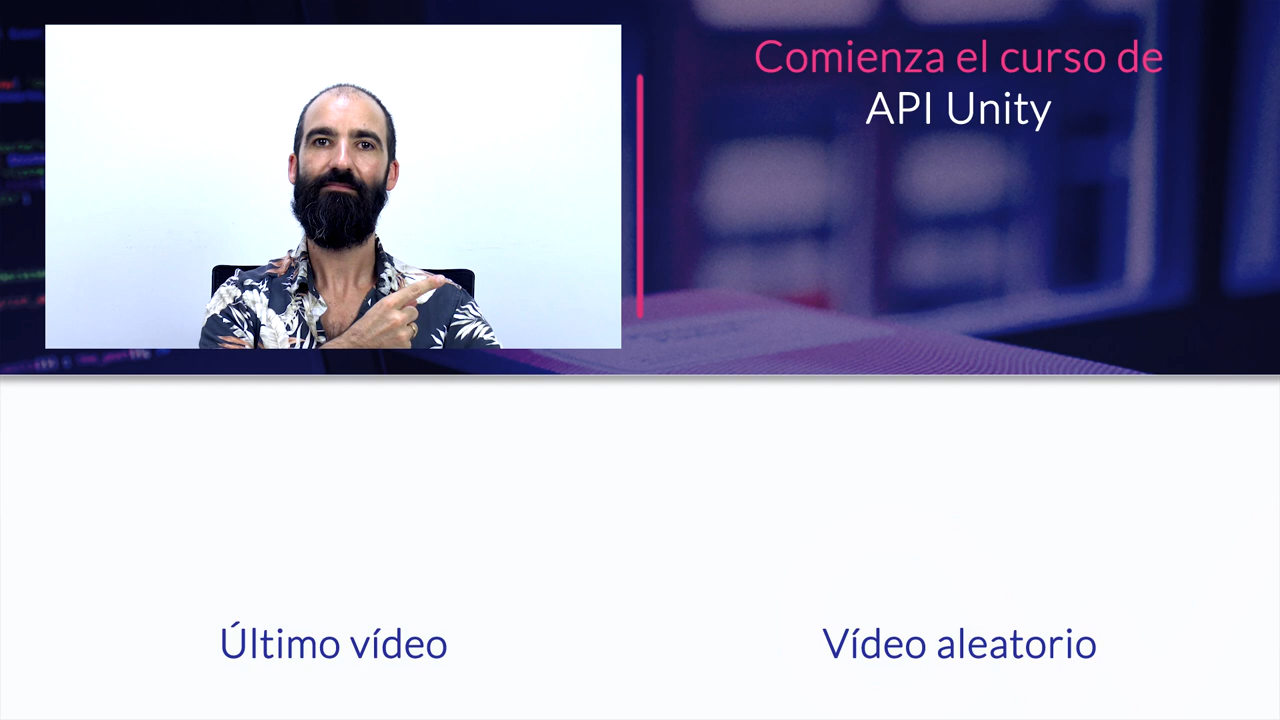 Comienza el curso de
API Unity
Último vídeo
Vídeo aleatorio